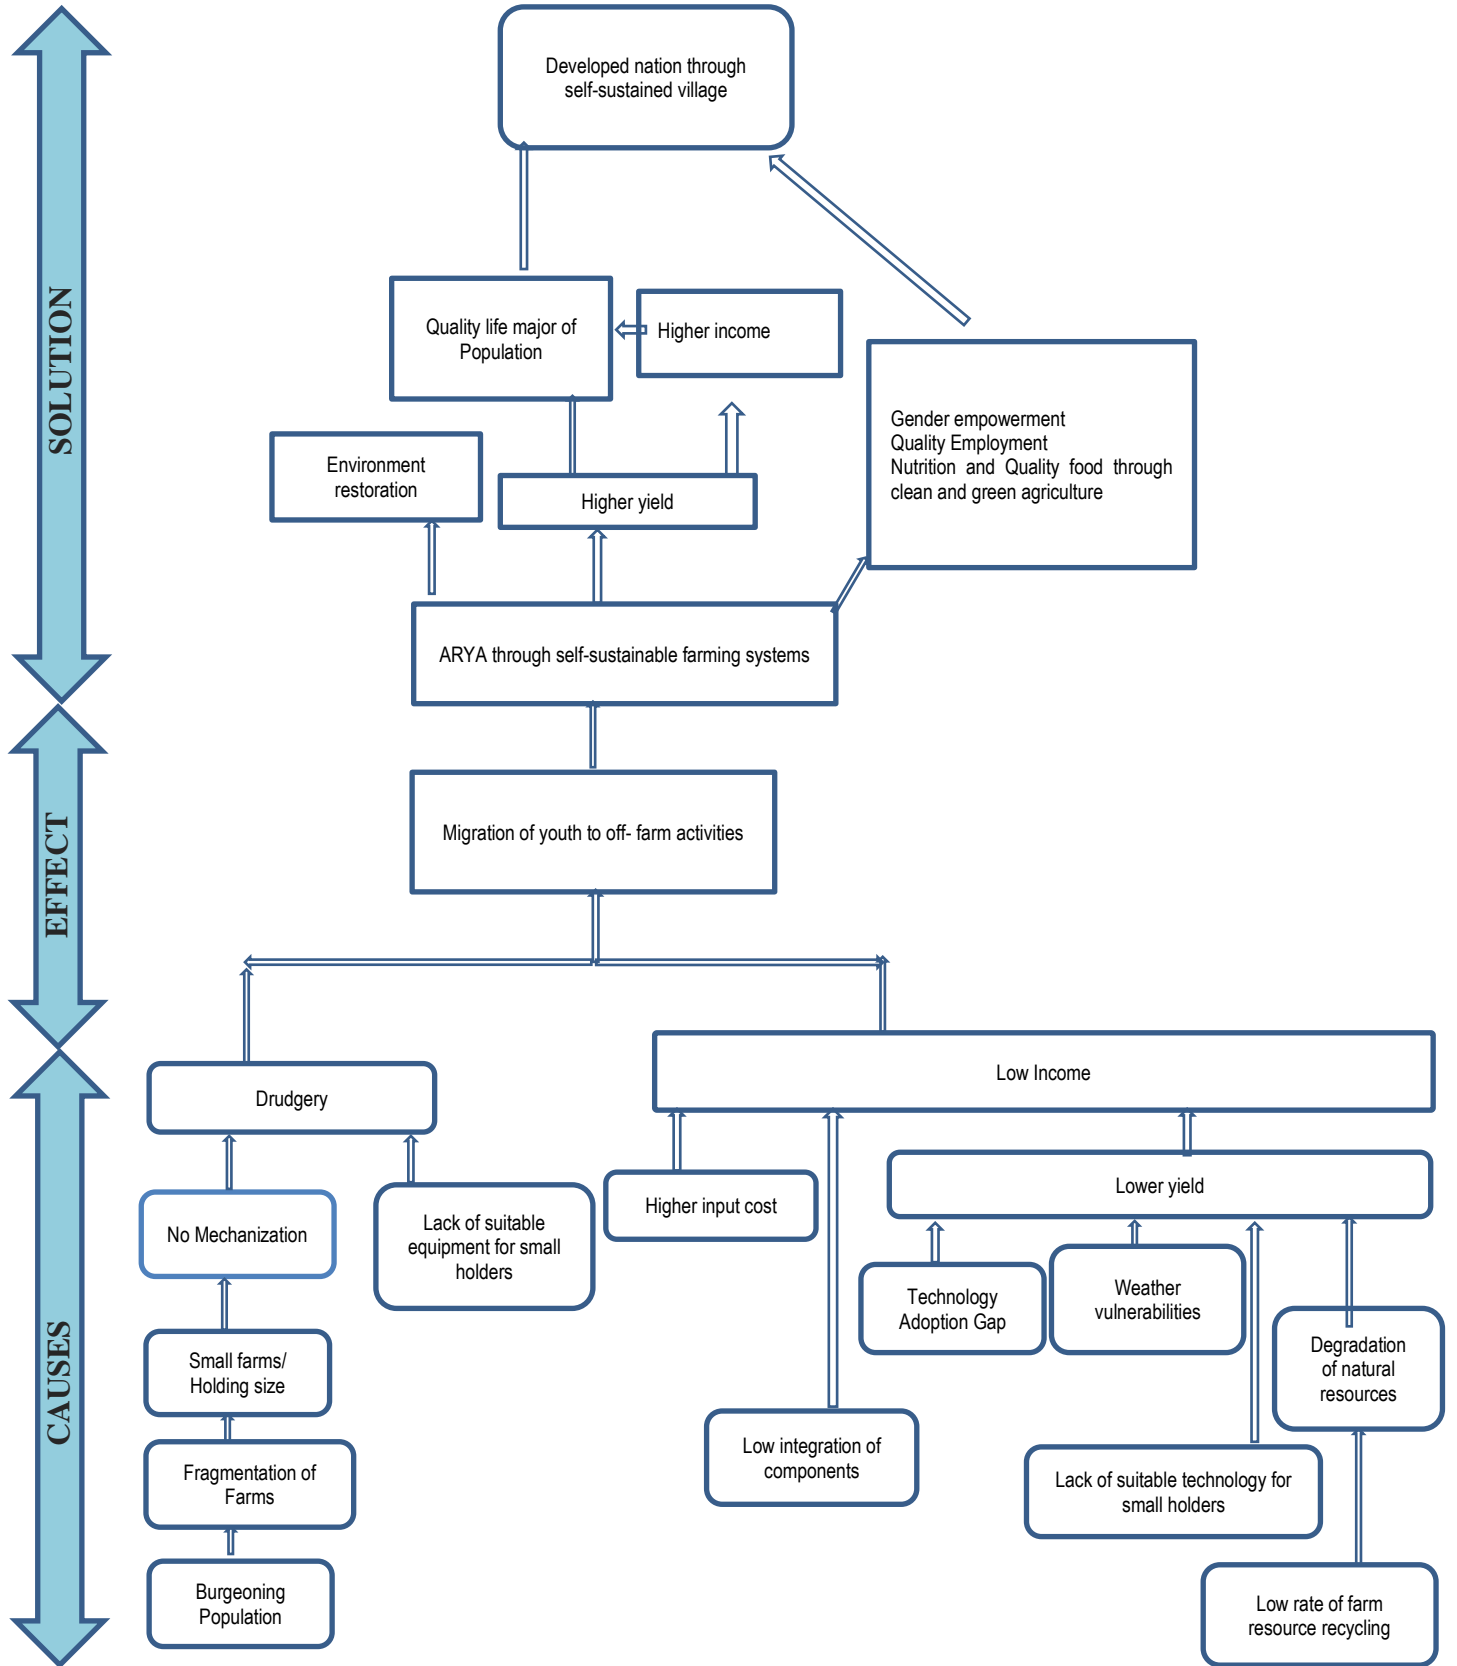 Developed nation through
self-sustained village
SOLUTION
Quality life major of
Population
Higher income
Gender empowerment
Quality Employment
Nutrition and Quality food through
clean and green agriculture
Environment
restoration
Higher yield
ARYA through self-sustainable farming systems
EFFECT
Migration of youth to off- farm activities
CAUSES
Drudgery
Low Income
No Mechanization
Lack of suitable
equipment for small
holders
Higher input cost
Lower yield
Technology
Adoption Gap
Weather
vulnerabilities
Degradation
of natural
resources
Small farms/
Holding size
Low integration of
components
Fragmentation of
Farms
Lack of suitable technology for
small holders
Burgeoning
Population
Low rate of farm
resource recycling